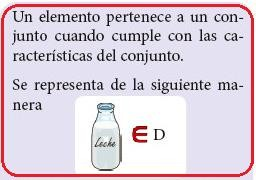 Un elemento pertenece a un con-
junto cuando cumple con las ca-
racterísticas del conjunto.
Se representa de la siguiente ma-
nera
Leche ∈ D